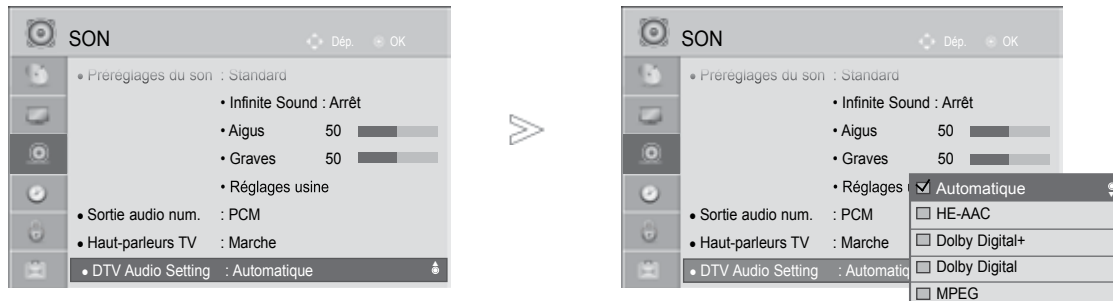 SON
Dép. OK
• Préréglages du son : Standard
• Infinite Sound : Arrêt
• Aigus 50
• Graves 50
• Réglages usine
• Sortie audio num. : PCM
• Haut-parleurs TV : Marche
• DTV Audio Setting : Automatique
SON
Dép. OK
• Préréglages du son : Standard
• Infinite Sound : Arrêt
• Aigus 50
• Graves 50
• Réglages
• Sortie audio num. : PCM
• Haut-parleurs TV : Marche
• DTV Audio Setting : Automatiq
Automatique
HE-AAC
Dolby Digital+
Dolby Digital
MPEG